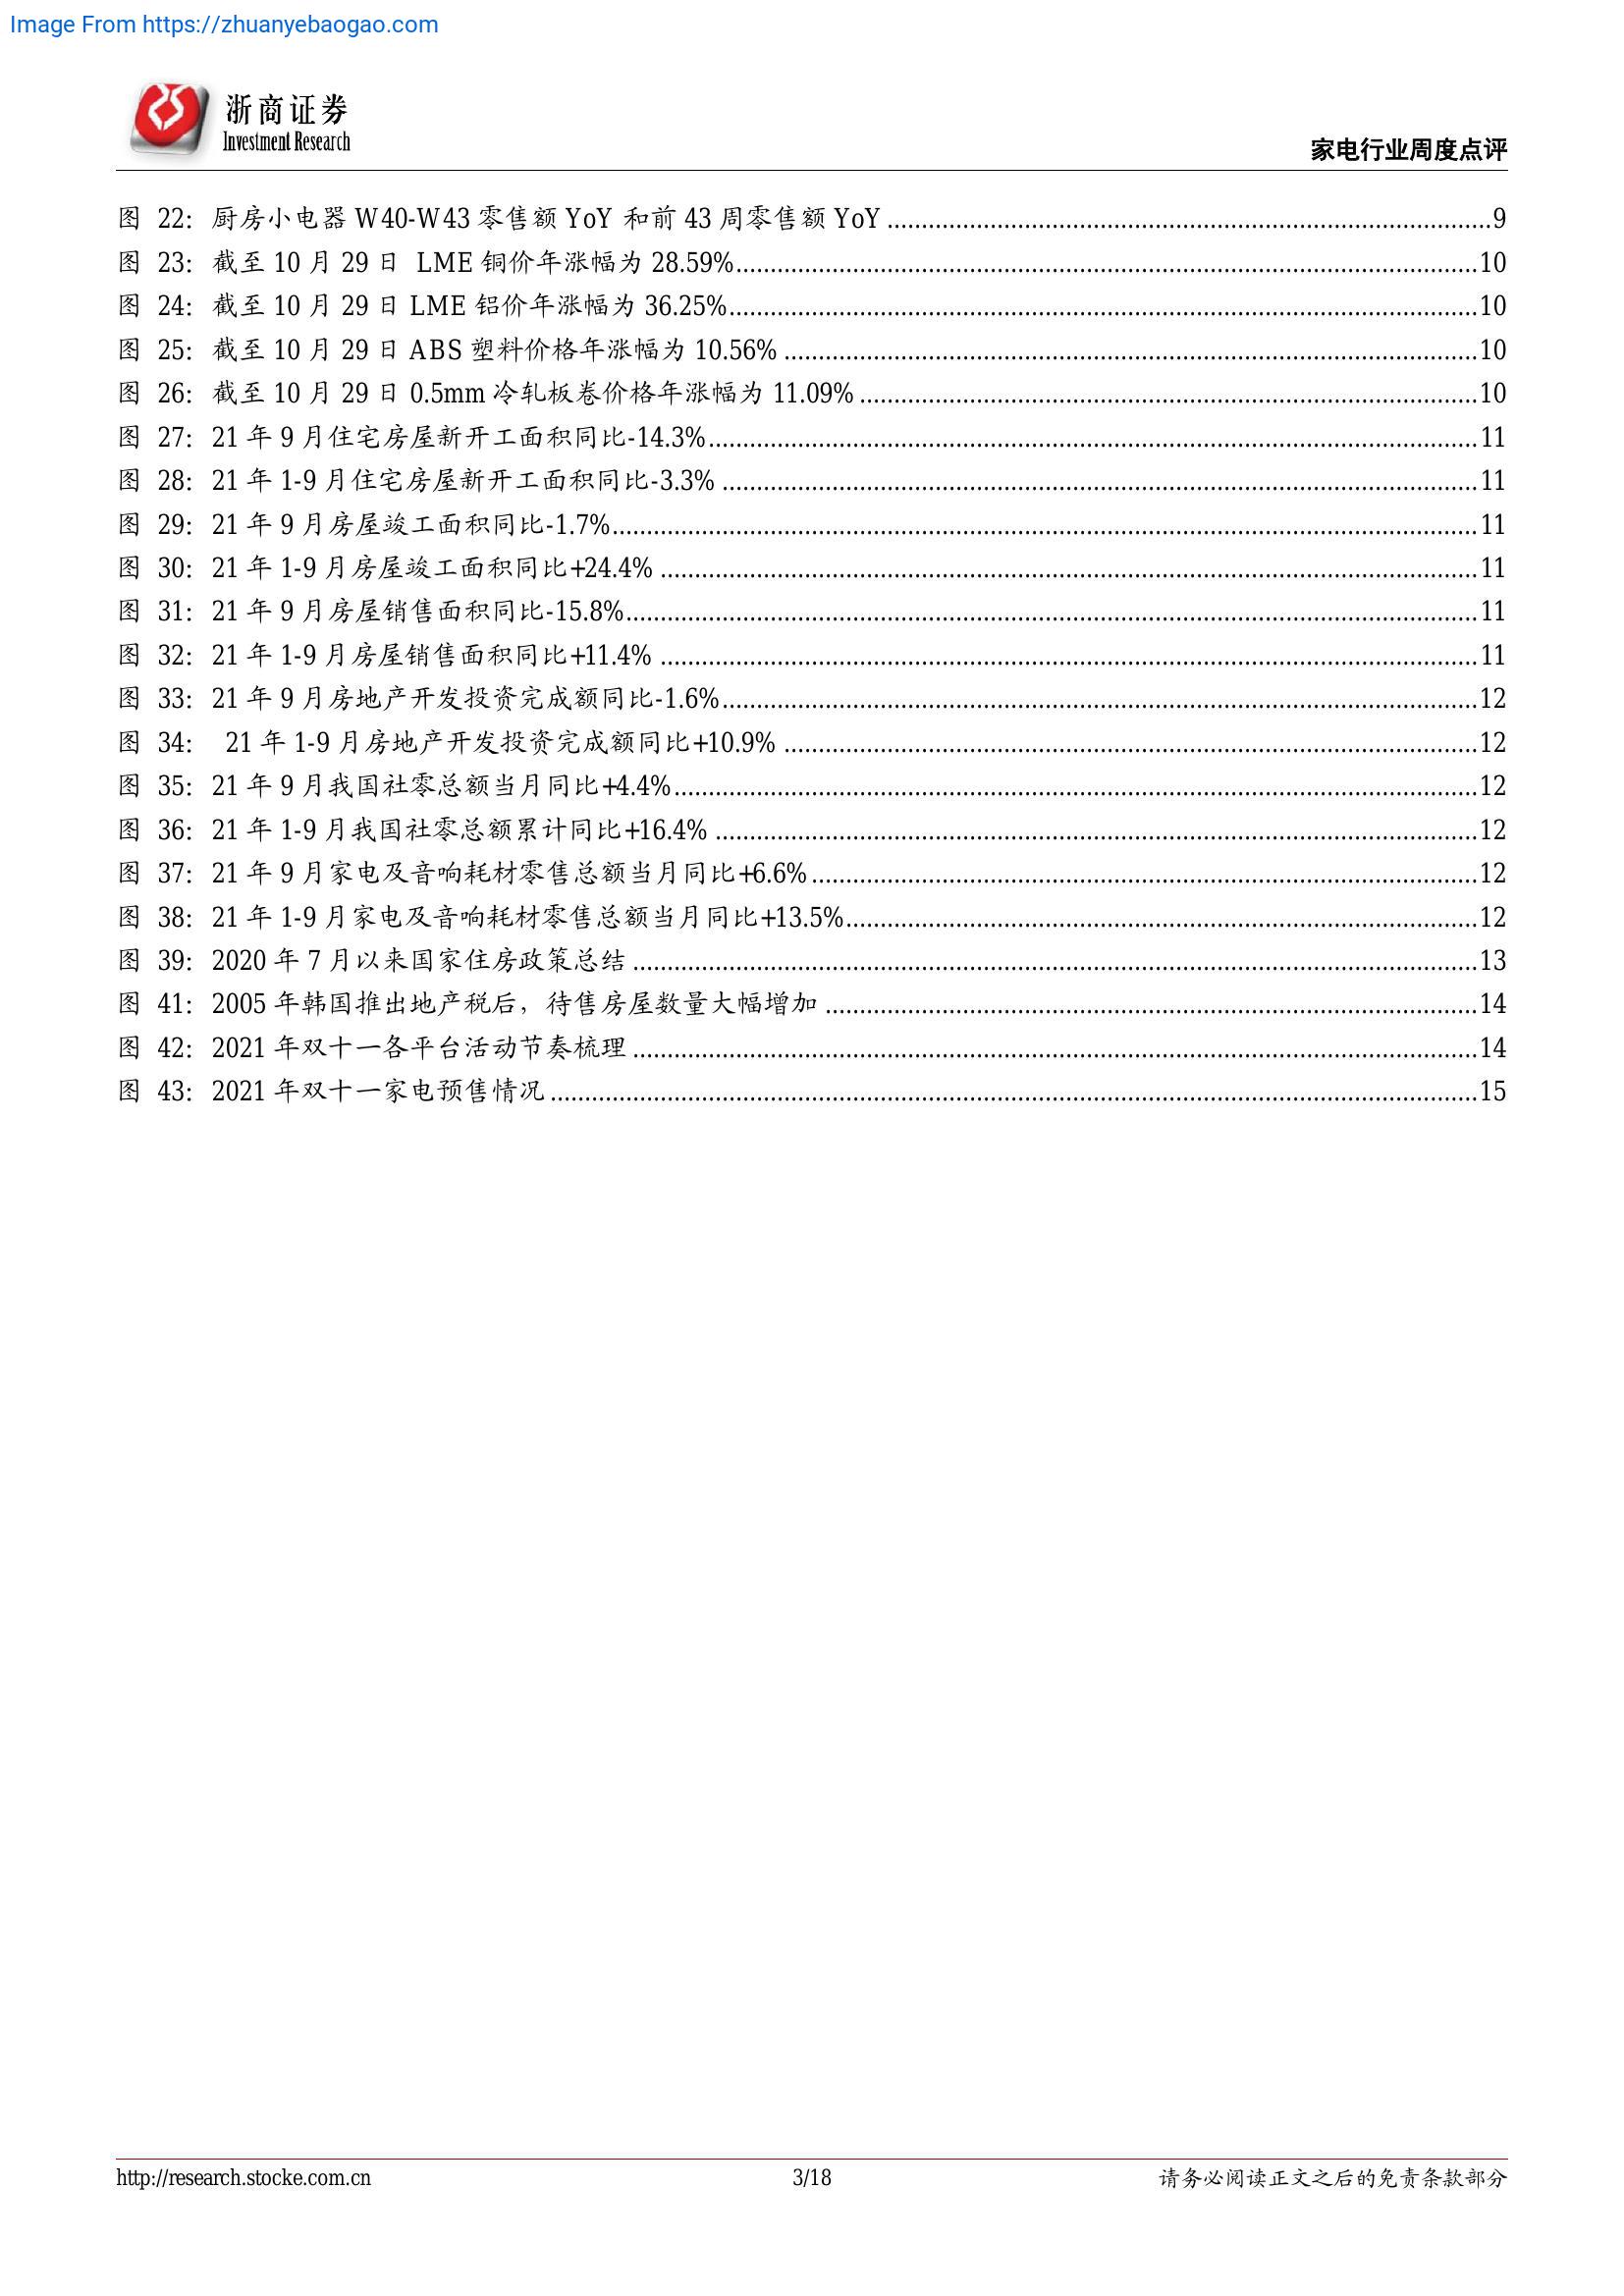 Image From https://zhuanyebaogao.com
浙商证券
Investment Research
家电行业周度点评
图 22: 厨房小电器 W40-W43 零售额 YoY 和前 43 周零售额 YoY ........ 9
图 23: 截至 10 月 29 日 LME 铜价年涨幅为 28.59% ........ 10
图 24: 截至 10 月 29 日 LME 铝价年涨幅为 36.25% ........ 10
图 25: 截至 10 月 29 日 ABS 塑料价格年涨幅为 10.56% ........ 10
图 26: 截至 10 月 29 日 0.5mm 冷轧板卷价格年涨幅为 11.09% ........ 10
图 27: 21 年 9 月住宅房屋新开工面积同比-14.3% ........ 11
图 28: 21 年 1-9 月住宅房屋新开工面积同比-3.3% ........ 11
图 29: 21 年 9 月房屋竣工面积同比-1.7% ........ 11
图 30: 21 年 1-9 月房屋竣工面积同比+24.4% ........ 11
图 31: 21 年 9 月房屋销售面积同比-15.8% ........ 11
图 32: 21 年 1-9 月房屋销售面积同比+11.4% ........ 11
图 33: 21 年 9 月房地产开发投资完成额同比-1.6% ........ 12
图 34: 21 年 1-9 月房地产开发投资完成额同比+10.9% ........ 12
图 35: 21 年 9 月我国社零总额当月同比+4.4% ........ 12
图 36: 21 年 1-9 月我国社零总额累计同比+16.4% ........ 12
图 37: 21 年 9 月家电及音响耗材零售总额当月同比+6.6% ........ 12
图 38: 21 年 1-9 月家电及音响耗材零售总额当月同比+13.5% ........ 12
图 39: 2020 年 7 月以来国家住房政策总结 ........ 13
图 41: 2005 年韩国推出地产税后，待售房屋数量大幅增加 ........ 14
图 42: 2021 年双十一各平台活动节奏梳理 ........ 14
图 43: 2021 年双十一家电预售情况 ........ 15
http://research.stocke.com.cn
3/18
请务必阅读正文之后的免责条款部分